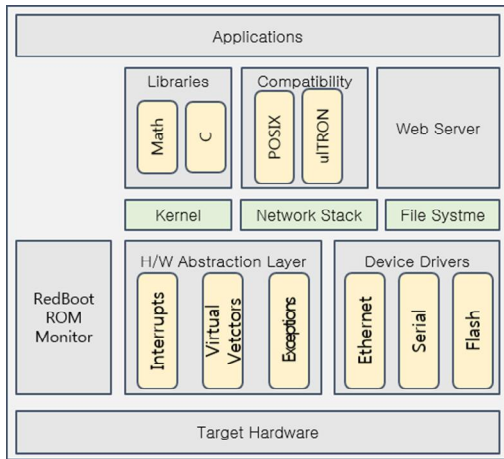 Applications
Libraries
Math
C
Compatibility
POSIX
ulTRON
Web Server
Kernel
Network Stack
File Systme
RedBoot
ROM
Monitor
H/W Abstraction Layer
Interrupts
Virtual
Vetctors
Exceptions
Device Drivers
Ethernet
Serial
Flash
Target Hardware